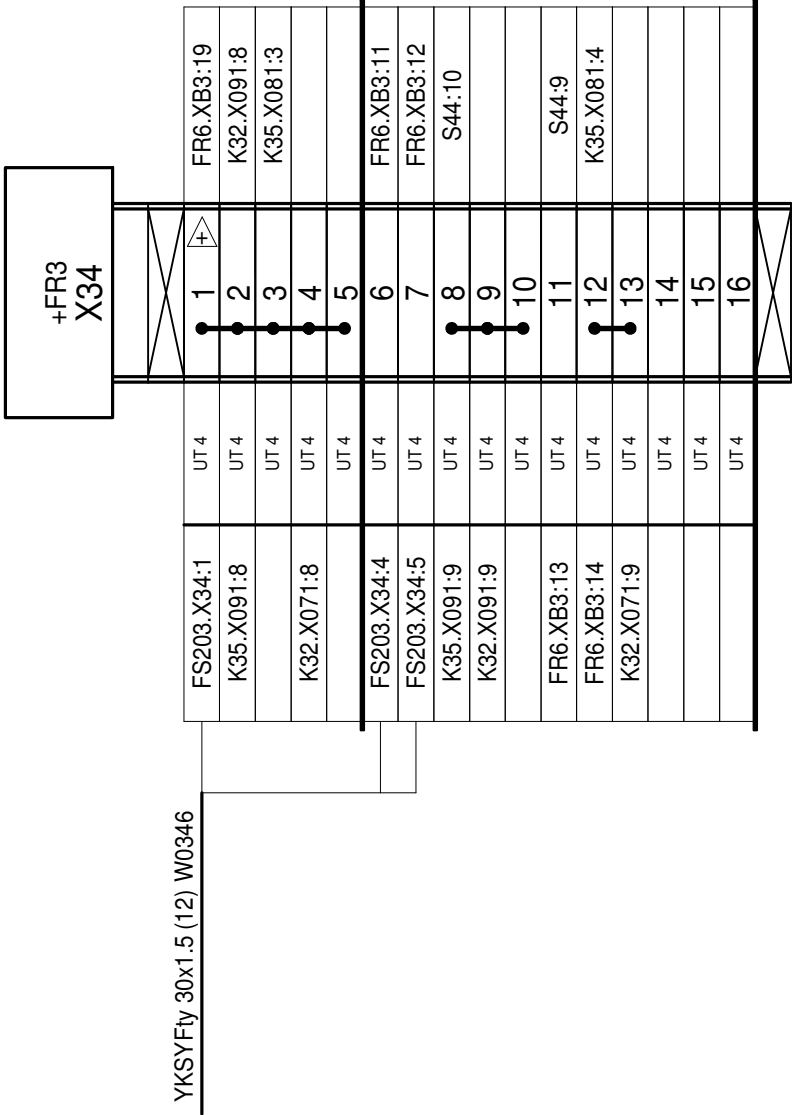 +FR3
X34
FS203.X34:1 UT 4 1 + FR6.XB3:19
K35.X091:8 UT 4 2 K32.X091:8
UT 4 3 K35.X081:3
K32.X071:8 UT 4 4
UT 4 5
FS203.X34:4 UT 4 6 FR6.XB3:11
FS203.X34:5 UT 4 7 FR6.XB3:12
K35.X091:9 UT 4 8 S44:10
K32.X091:9 UT 4 9
UT 4 10
FR6.XB3:13 UT 4 11 S44:9
FR6.XB3:14 UT 4 12 K35.X081:4
K32.X071:9 UT 4 13
UT 4 14
UT 4 15
UT 4 16
YKSYFty 30x1.5 (12) W0346